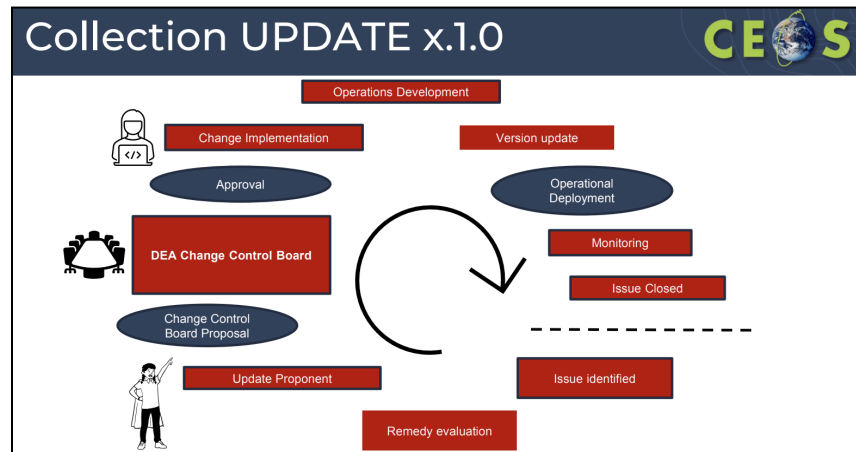 Collection UPDATE x.1.0
CEOS
Operations Development
Change Implementation
Version update
Approval
Operational
Deployment
DEA Change Control Board
Monitoring
Issue Closed
Change Control
Board Proposal
Update Proponent
Issue identified
Remedy evaluation